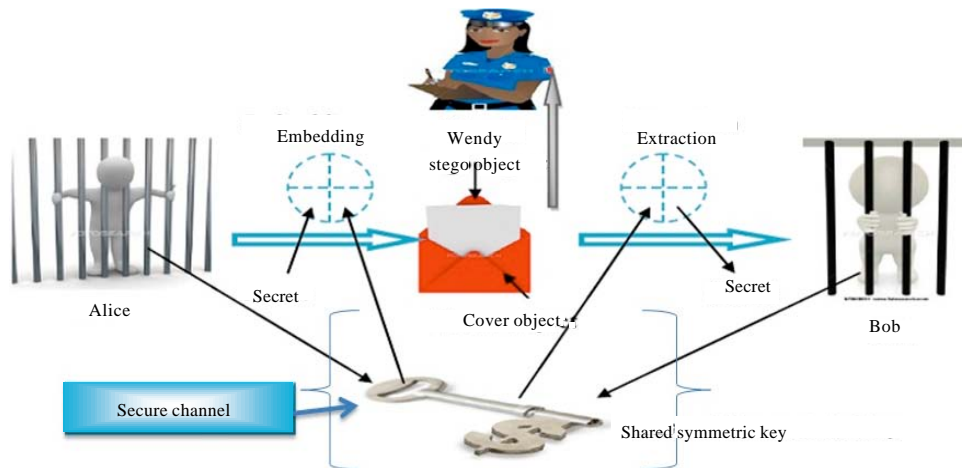 Embedding
Wendy
stego object
Extraction
Alice
Secret
Cover object
Secret
Bob
Secure channel
Shared symmetric key